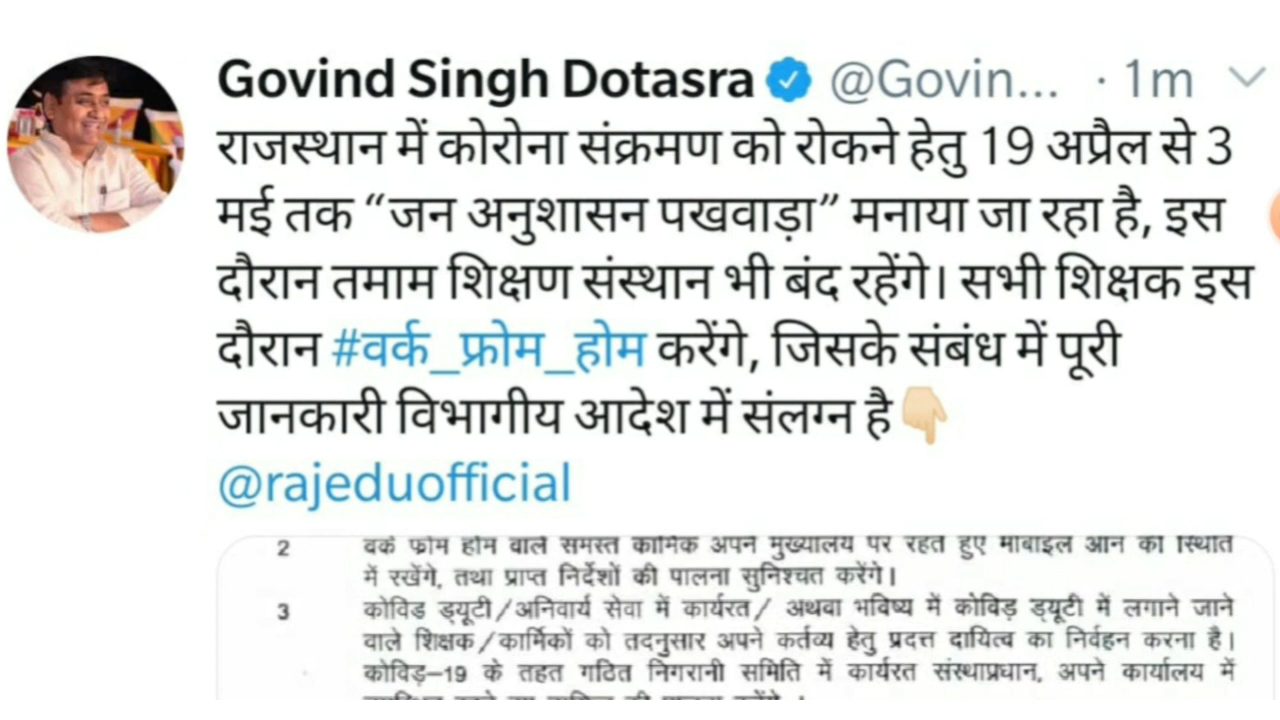 Govind Singh Dotasra @Govin... · 1m
राजस्थान में कोरोना संक्रमण को रोकने हेतु 19 अप्रैल से 3
मई तक “जन अनुशासन पखवाड़ा” मनाया जा रहा है, इस
दौरान तमाम शिक्षण संस्थान भी बंद रहेंगे। सभी शिक्षक इस
दौरान #वर्क_फ्रोम_होम करेंगे, जिसके संबंध में पूरी
जानकारी विभागीय आदेश में संलग्न है👇🏻
@rajeduofficial
2 वर्क फोम होम वाले समस्त कार्मिक अपने मुख्यालय पर रहते हुए मोबाइल ऑन की स्थिति
में रखेंगे, तथा प्राप्त निर्देशों की पालना सुनिश्चत करेंगे।
3 कोविड ड्यूटी/अनिवार्य सेवा में कार्यरत/ अथवा भविष्य में कोविड़ ड्यूटी में लगाने जाने
वाले शिक्षक/कार्मिकों को तदनुसार अपने कर्तव्य हेतु प्रदत्त दायित्व का निर्वहन करना है।
कोविड़–19 के तहत गठित निगरानी समिति में कार्यरत संस्थाप्रधान, अपने कार्यालय में